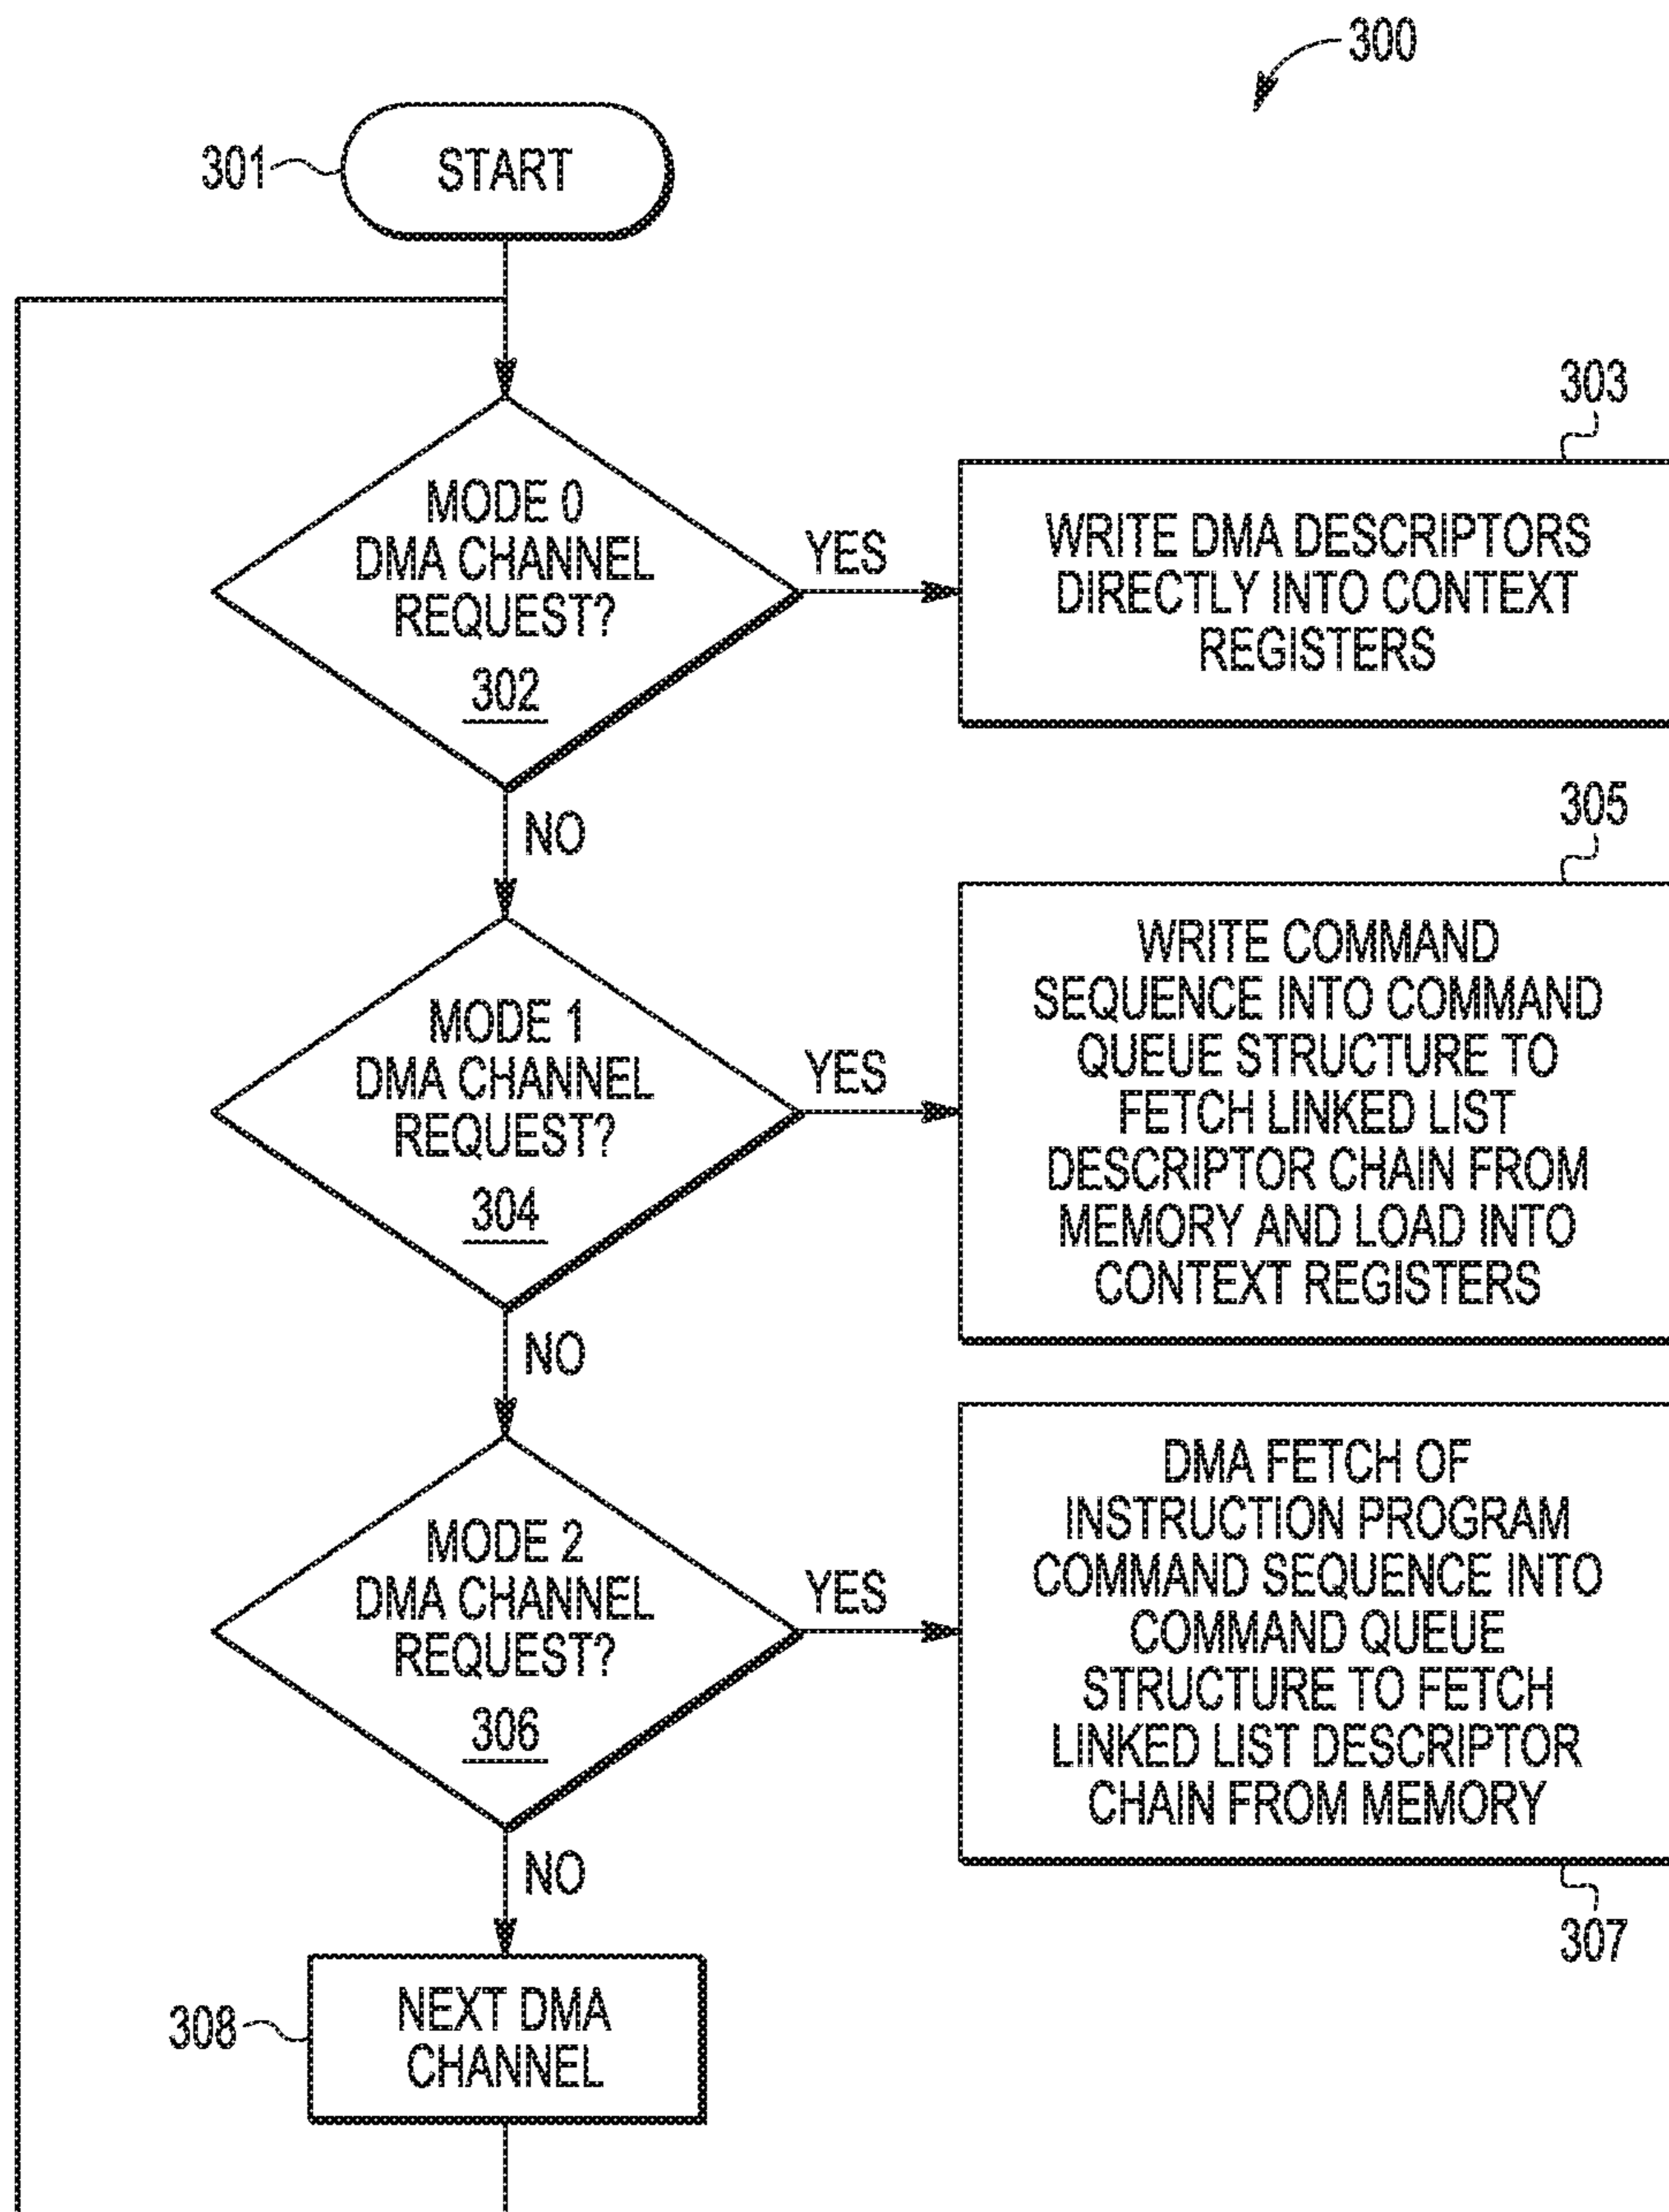 300
301
START
MODE 0
DMA CHANNEL
REQUEST?
302
YES
303
WRITE DMA DESCRIPTORS
DIRECTLY INTO CONTEXT
REGISTERS
NO
MODE 1
DMA CHANNEL
REQUEST?
304
YES
305
WRITE COMMAND
SEQUENCE INTO COMMAND
QUEUE STRUCTURE TO
FETCH LINKED LIST
DESCRIPTOR CHAIN FROM
MEMORY AND LOAD INTO
CONTEXT REGISTERS
NO
MODE 2
DMA CHANNEL
REQUEST?
306
YES
DMA FETCH OF
INSTRUCTION PROGRAM
COMMAND SEQUENCE INTO
COMMAND QUEUE
STRUCTURE TO FETCH
LINKED LIST DESCRIPTOR
CHAIN FROM MEMORY
307
NO
308
NEXT DMA
CHANNEL